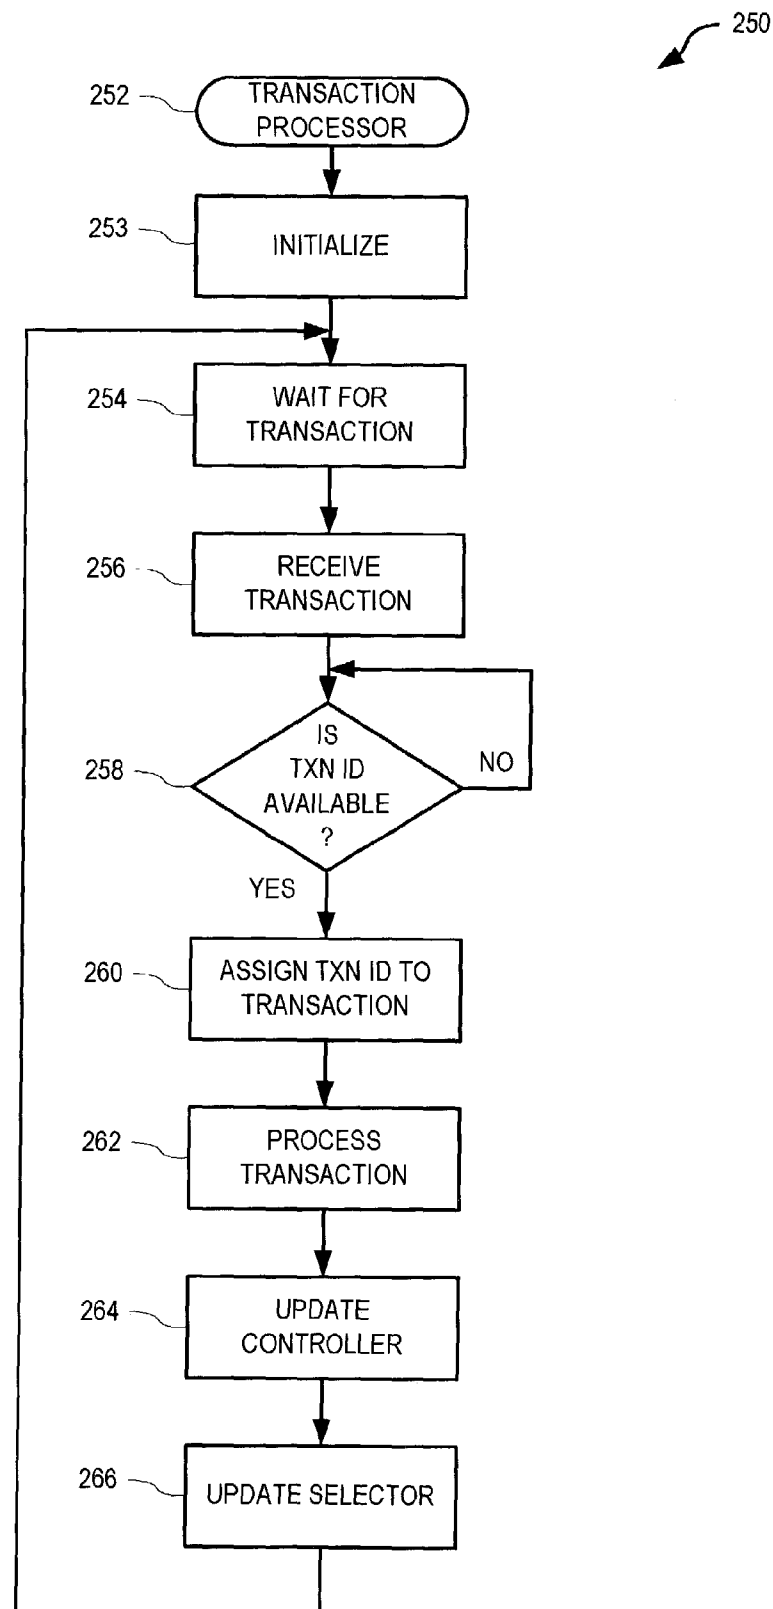 250
252
TRANSACTION
PROCESSOR
253
INITIALIZE
254
WAIT FOR
TRANSACTION
256
RECEIVE
TRANSACTION
258
IS
TXN ID
AVAILABLE
?
NO
YES
260
ASSIGN TXN ID TO
TRANSACTION
262
PROCESS
TRANSACTION
264
UPDATE
CONTROLLER
266
UPDATE SELECTOR